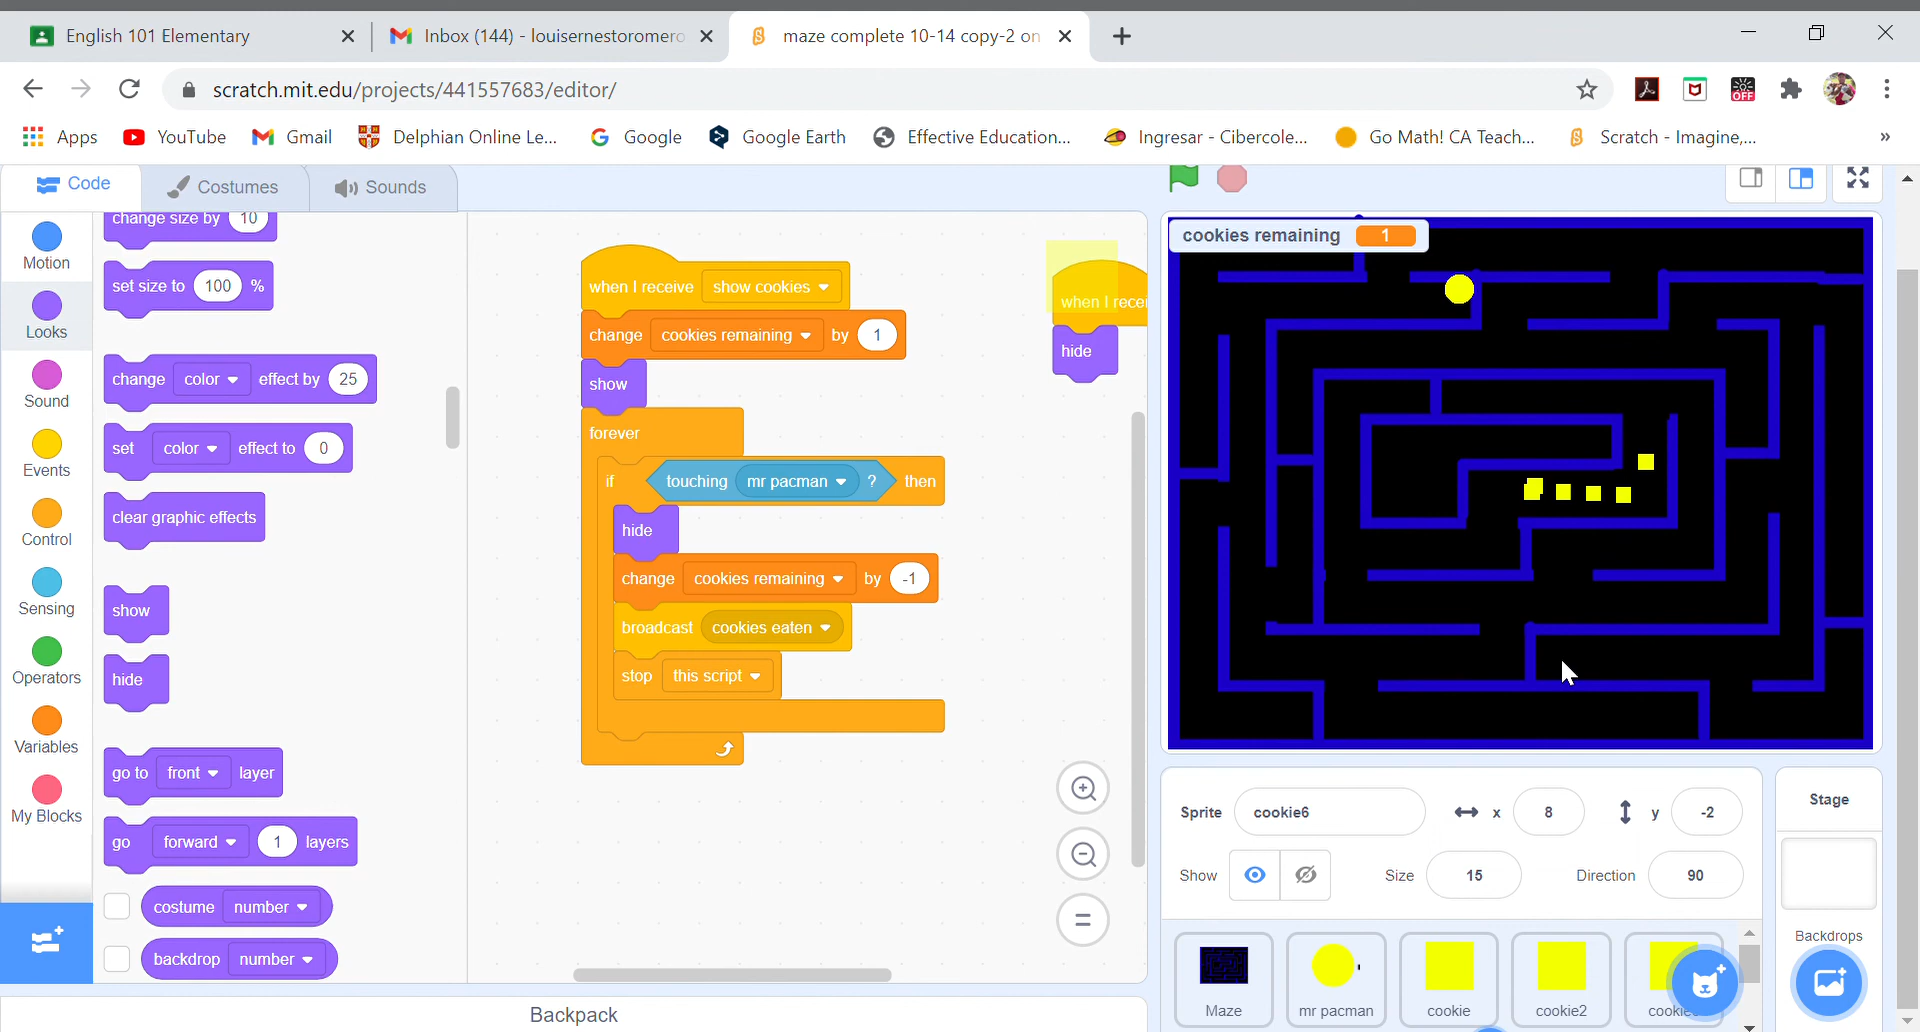 English 101 Elementary
Inbox (144) - louisernestoromero
maze complete 10-14 copy-2 on
scratch.mit.edu/projects/441557683/editor/
OFF
Apps
YouTube
Gmail
Delphian Online Le...
Google
Google Earth
Effective Education...
Ingresar - Cibercole...
Go Math! CA Teach...
Scratch - Imagine,...
»
Code
Costumes
Sounds
Motion
Looks
Sound
Events
Control
Sensing
Operators
Variables
My Blocks
change size by 10
set size to 100 %
change color effect by 25
set color effect to 0
clear graphic effects
show
hide
go to front layer
go forward 1 layers
costume number
backdrop number
when I receive show cookies
change cookies remaining by 1
show
forever
if touching mr pacman ? then
hide
change cookies remaining by -1
broadcast cookies eaten
stop this script
when I recei
hide
Backpack
cookies remaining 1
Sprite cookie6 x 8 y -2
Show Size 15 Direction 90
Maze
mr pacman
cookie
cookie2
Stage
Backdrops